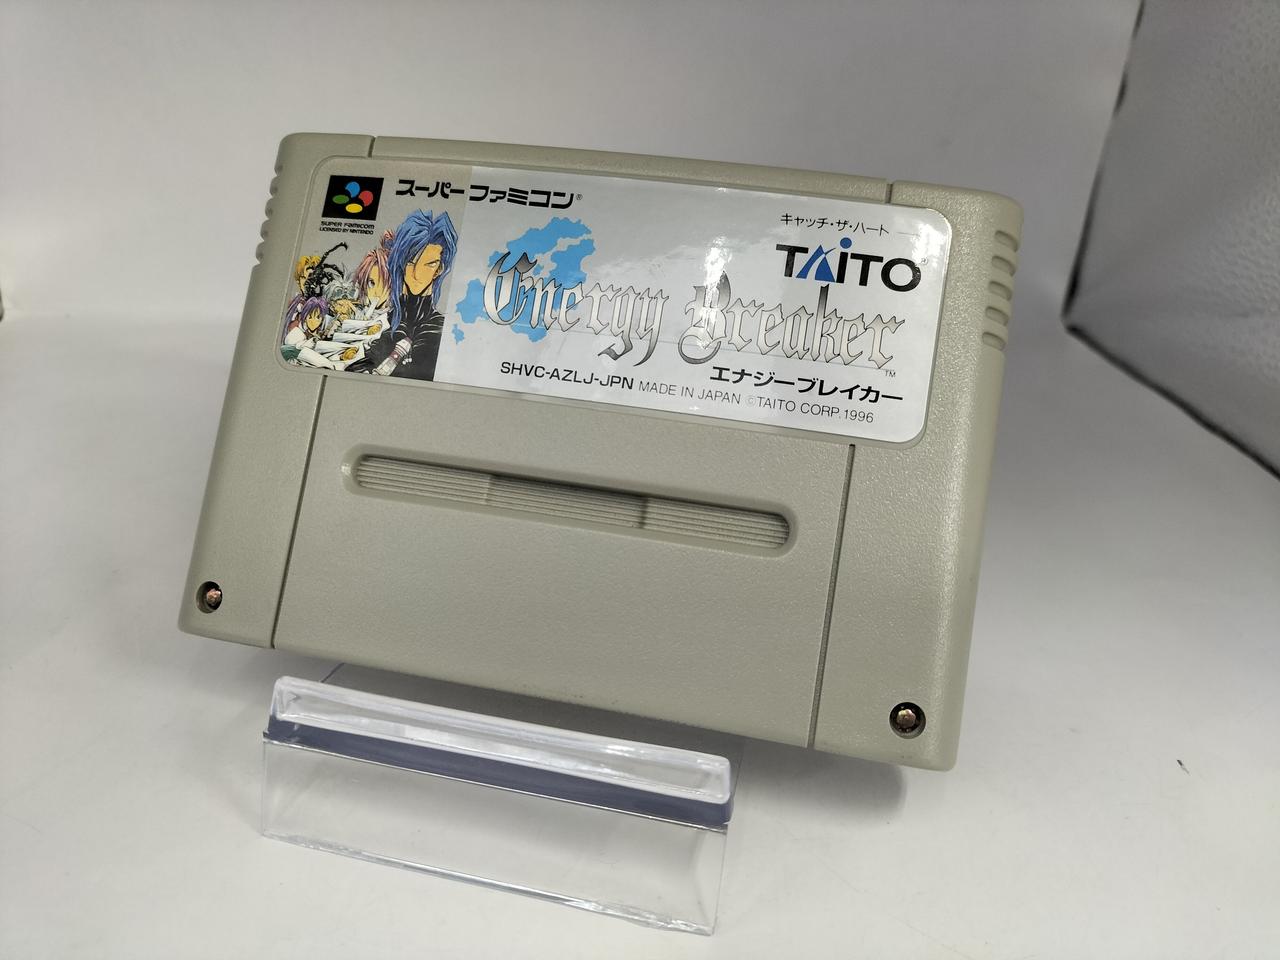 スーパーファミコン®
SUPER FAMICOM
LICENSED BY NINTENDO
キャッチ・ザ・ハート
TAITO®
Energy Breaker™
エナジーブレイカー
SHVC-AZLJ-JPN MADE IN JAPAN ©TAITO CORP. 1996